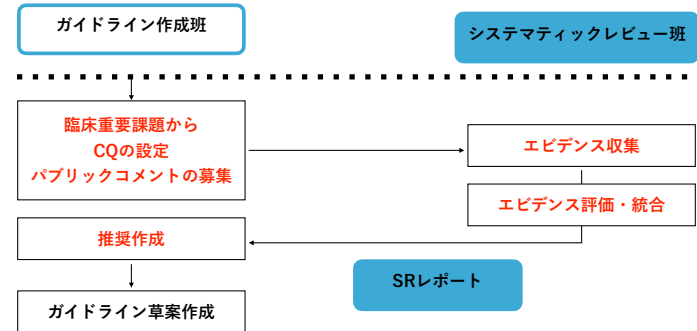 ガイドライン作成班
システマティックレビュー班
臨床重要課題から
CQの設定
パブリックコメントの募集
エビデンス収集
エビデンス評価・統合
推奨作成
SRレポート
ガイドライン草案作成